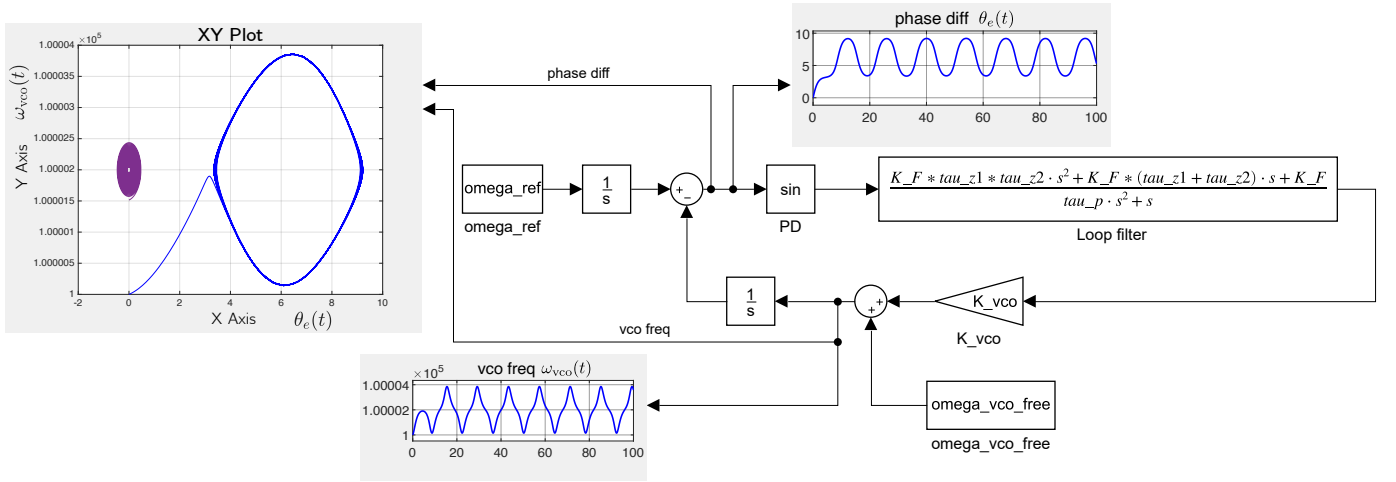 XY Plot
×10⁵
1.00004
1.000035
1.00003
1.000025
1.00002
1.000015
1.00001
1.000005
1
-2 0 2 4 6 8 10
Y Axis ω_vco(t)
X Axis θ_e(t)
phase diff
phase diff θ_e(t)
10
5
0
0 20 40 60 80 100
omega_ref
omega_ref
1
s
+
−
sin
PD
K_F ∗ tau_z1 ∗ tau_z2 · s² + K_F ∗ (tau_z1 + tau_z2) · s + K_F
tau_p · s² + s
Loop filter
1
s
+
+
K_vco
K_vco
vco freq
vco freq ω_vco(t)
×10⁵
1.00004
1.00002
1
0 20 40 60 80 100
omega_vco_free
omega_vco_free